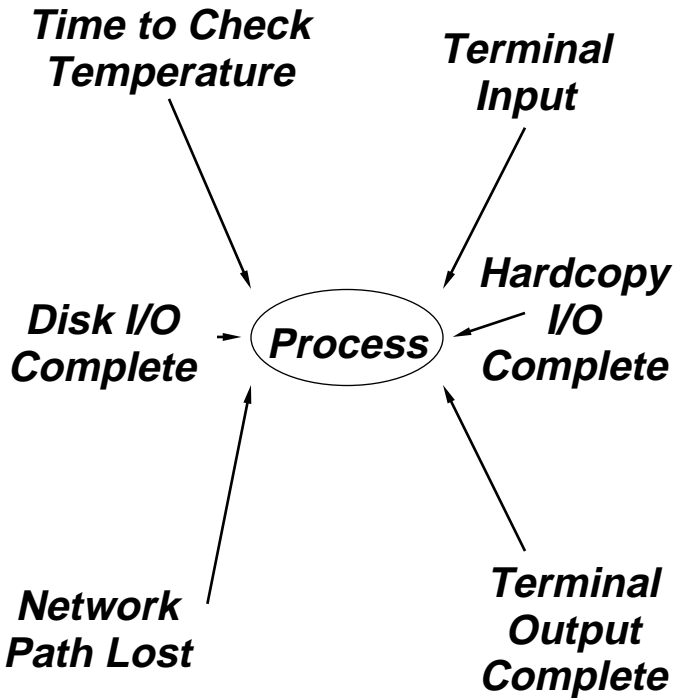 Time to Check
Temperature
Terminal
Input
Disk I/O
Complete
Process
Hardcopy
I/O
Complete
Network
Path Lost
Terminal
Output
Complete